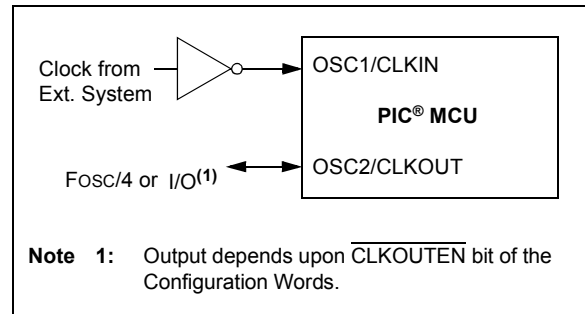 Clock from
Ext. System
OSC1/CLKIN
PIC® MCU
FOSC/4 or I/O(1)
OSC2/CLKOUT
Note 1: Output depends upon CLKOUTEN bit of the
Configuration Words.